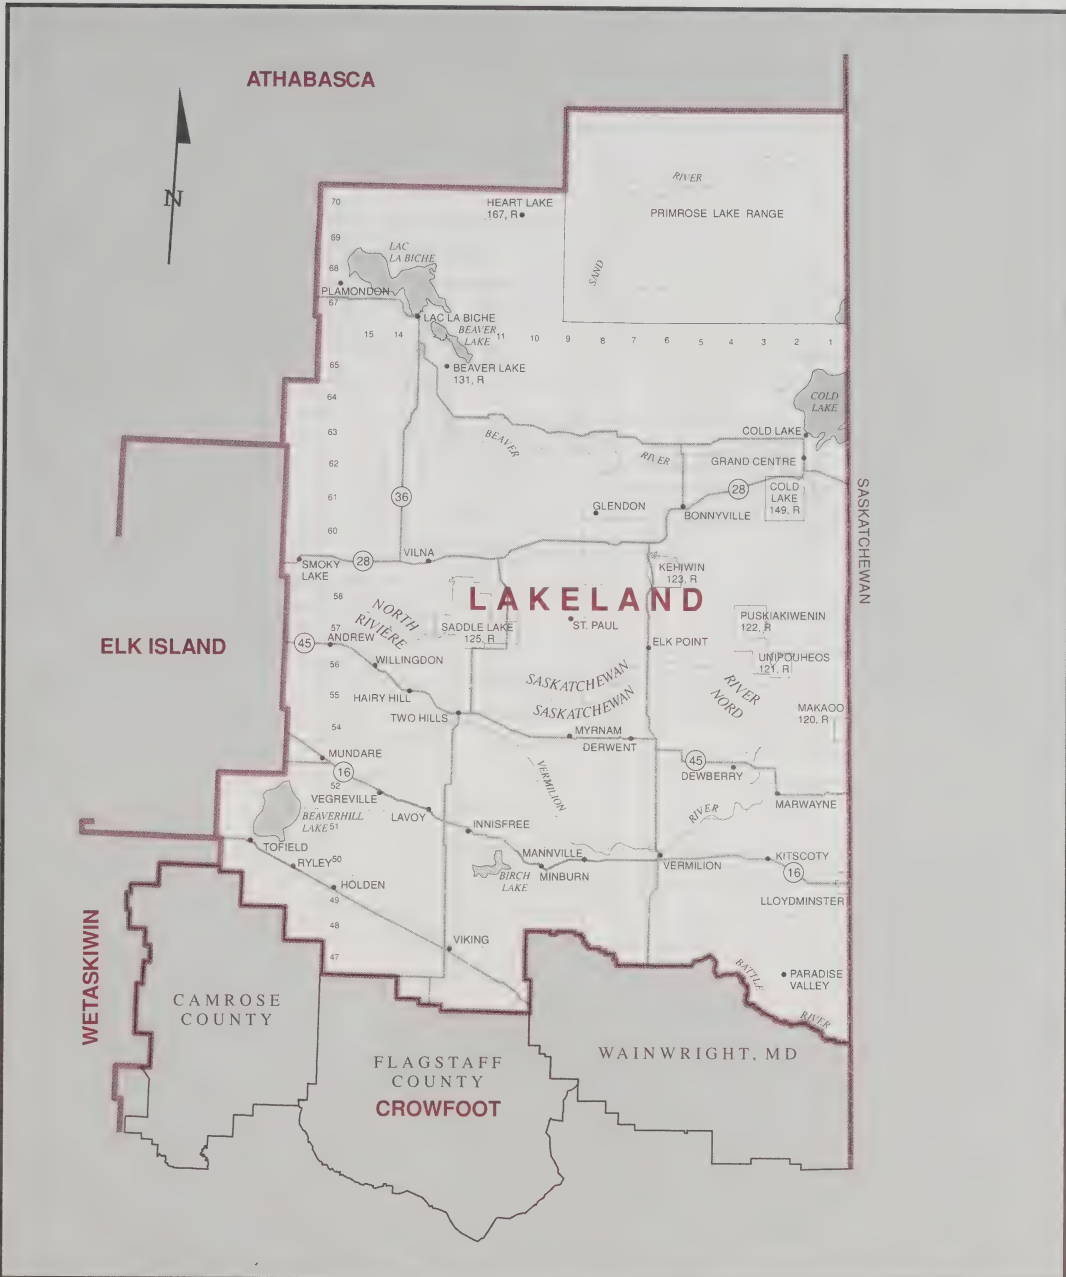 ATHABASCA
N
RIVER
HEART LAKE
167, R
PRIMROSE LAKE RANGE
SAND
70
69
68
67
LAC
LA BICHE
PLAMONDON
LAC LA BICHE
BEAVER
LAKE
15 14 11 10 9 8 7 6 5 4 3 2 1
BEAVER LAKE
131, R
65
64
63
62
61
60
COLD
LAKE
COLD LAKE
BEAVER
RIVER
GRAND CENTRE
28
COLD
LAKE
149, R
36
GLENDON
BONNYVILLE
SASKATCHEWAN
VILNA
28
SMOKY
LAKE
KEHIWIN
123, R
58
LAKELAND
NORTH
RIVIÈRE
SADDLE LAKE
125, R
ST. PAUL
PUSKIAKIWENIN
122, R
57
45
ANDREW
ELK ISLAND
ELK POINT
56
WILLINGDON
UNIPOUHEOS
121, R
55
HAIRY HILL
SASKATCHEWAN
SASKATCHEWAN
RIVER
NORD
MAKAOO
120, R
54
TWO HILLS
MYRNAM
DERWENT
MUNDARE
16
52
45
DEWBERRY
VERMILION
VEGREVILLE
LAVOY
MARWAYNE
RIVER
BEAVERHILL
LAKE
51
INNISFREE
TOFIELD
RYLEY
50
MANNVILLE
MINBURN
BIRCH
LAKE
VERMILION
KITSCOTY
16
HOLDEN
49
LLOYDMINSTER
48
VIKING
47
BATTLE
RIVER
PARADISE
VALLEY
WETASKIWIN
CAMROSE
COUNTY
FLAGSTAFF
COUNTY
CROWFOOT
WAINWRIGHT, MD